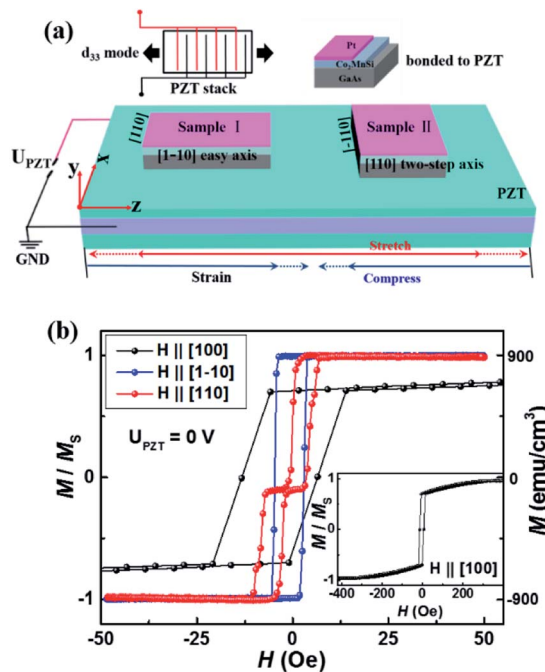 (a)
d33 mode
PZT stack
Pt
Co2MnSi
GaAs
bonded to PZT
[110]
Sample I
[1-10] easy axis
[1-10]
Sample II
[110] two-step axis
UPZT
y
x
z
PZT
GND
Stretch
Strain
Compress
(b)
H || [100]
H || [1-10]
H || [110]
UPZT = 0 V
M / MS
1
0
-1
M (emu/cm3)
900
0
-900
-50
-25
0
25
50
H (Oe)
M / MS
1
0
-1
H || [100]
-400
-200
0
200
H (Oe)